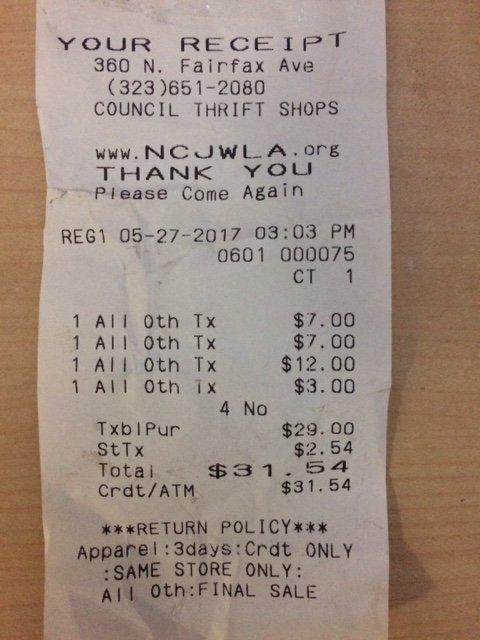 YOUR RECEIPT
360 N. Fairfax Ave
(323)651-2080
COUNCIL THRIFT SHOPS
www.NCJWLA.org
THANK YOU
Please Come Again
REG1 05-27-2017 03:03 PM
0601 000075
CT 1
1 All Oth Tx $7.00
1 All Oth Tx $7.00
1 All Oth Tx $12.00
1 All Oth Tx $3.00
4 No
TxblPur $29.00
StTx $2.54
Total $31.54
Crdt/ATM $31.54
***RETURN POLICY***
Apparel:3days:Crdt ONLY
:SAME STORE ONLY:
All Oth:FINAL SALE